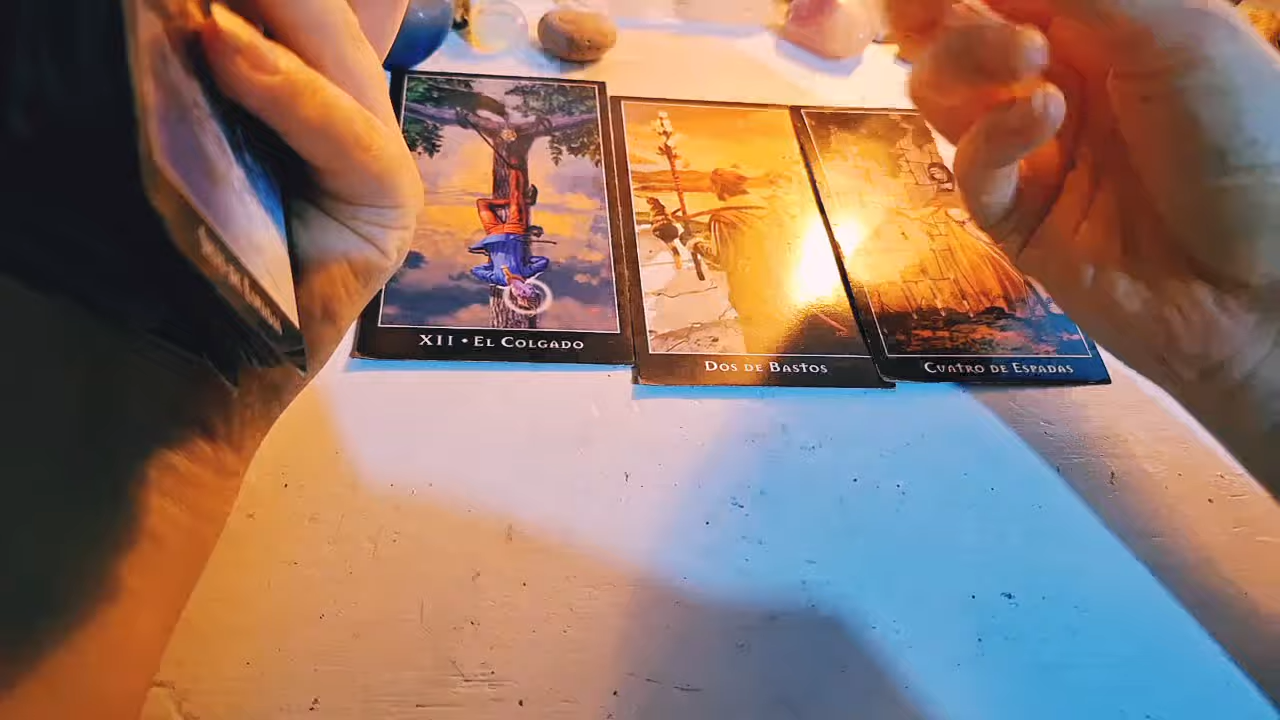 XII • El Colgado
Dos de Bastos
Cuatro de Espadas